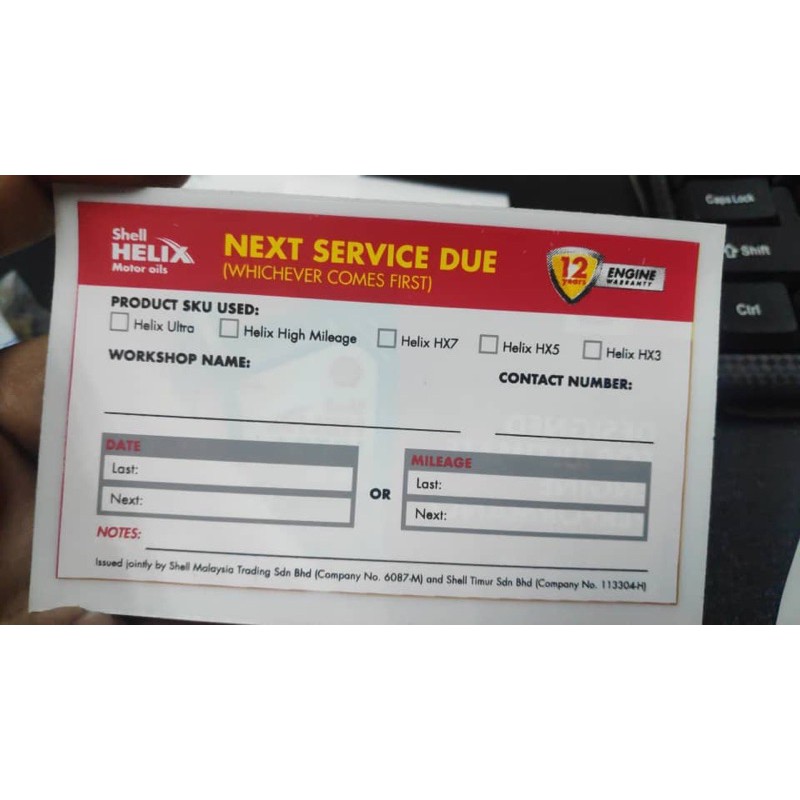 Shell
HELIX
Motor oils
NEXT SERVICE DUE
(WHICHEVER COMES FIRST)
12
years
ENGINE
WARRANTY
PRODUCT SKU USED:
Helix Ultra Helix High Mileage Helix HX7 Helix HX5 Helix HX3
WORKSHOP NAME:
CONTACT NUMBER:
DATE
Last:
Next:
OR
MILEAGE
Last:
Next:
NOTES:
Issued jointly by Shell Malaysia Trading Sdn Bhd (Company No. 6087-M) and Shell Timur Sdn Bhd (Company No. 113304-H)
Caps Lock
Shift
Ctrl